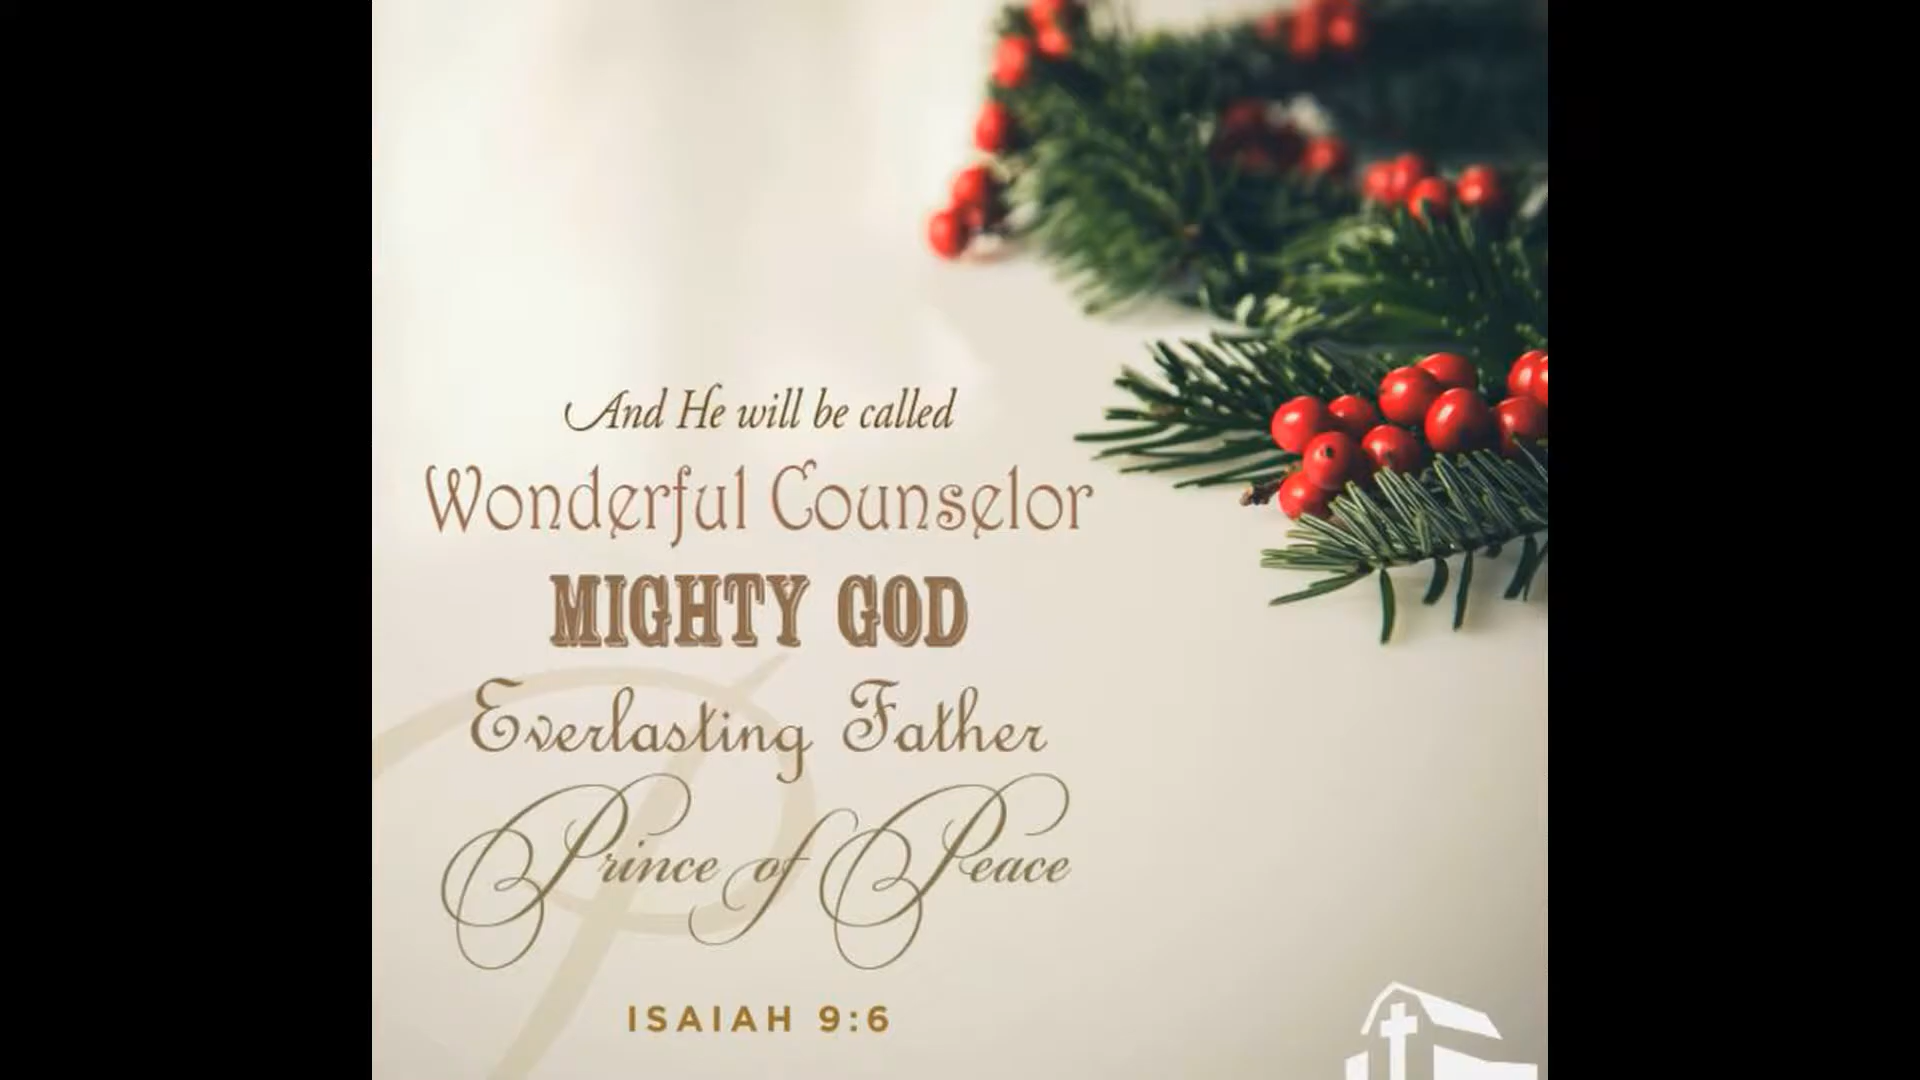 And He will be called
Wonderful Counselor
MIGHTY GOD
Everlasting Father
Prince of Peace
ISAIAH 9:6